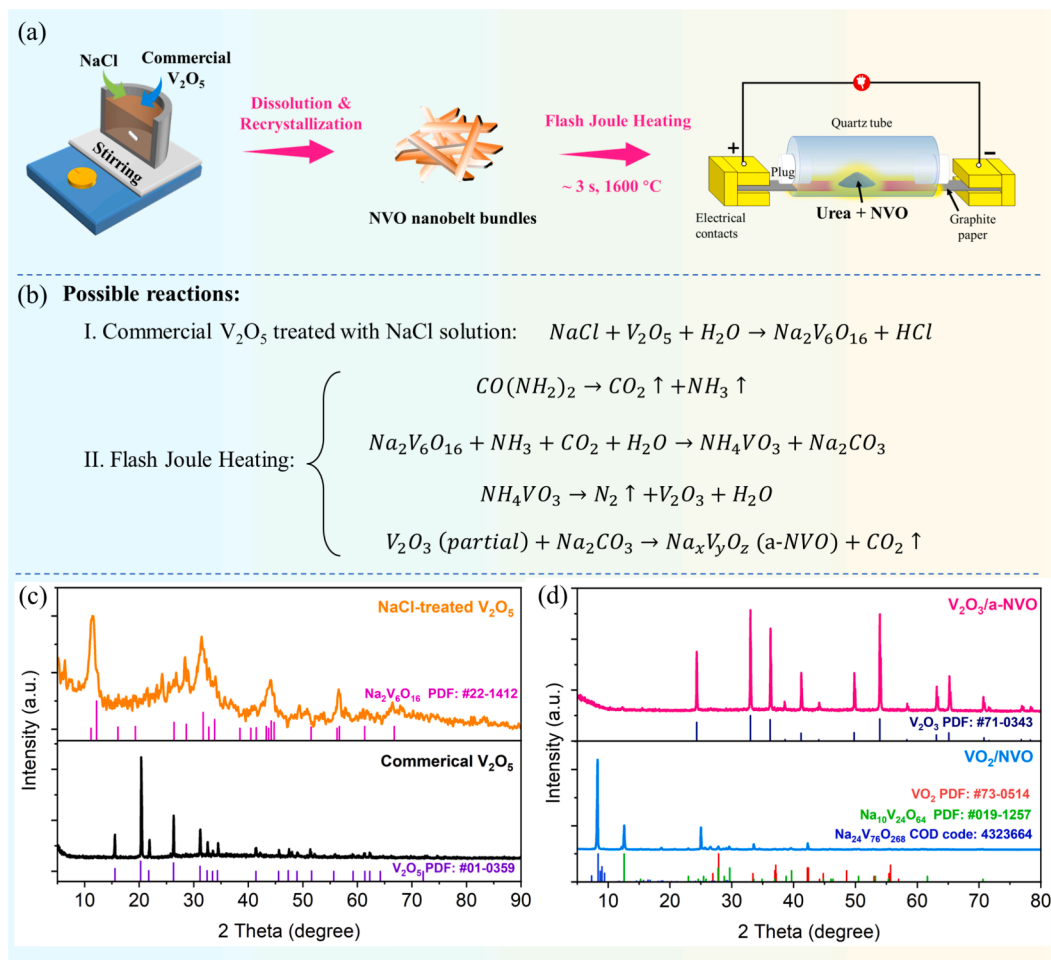 (a)
NaCl
Commercial
V₂O₅
Stirring
Dissolution &
Recrystallization
NVO nanobelt bundles
Flash Joule Heating
~ 3 s, 1600 °C
+
−
Quartz tube
Plug
Urea + NVO
Electrical
contacts
Graphite
paper
(b) Possible reactions:
I. Commercial V₂O₅ treated with NaCl solution: NaCl + V₂O₅ + H₂O → Na₂V₆O₁₆ + HCl
CO(NH₂)₂ → CO₂ ↑ +NH₃ ↑
Na₂V₆O₁₆ + NH₃ + CO₂ + H₂O → NH₄VO₃ + Na₂CO₃
II. Flash Joule Heating:
NH₄VO₃ → N₂ ↑ +V₂O₃ + H₂O
V₂O₃ (partial) + Na₂CO₃ → NaₓVᵧO_z (a-NVO) + CO₂ ↑
(c)
NaCl-treated V₂O₅
Na₂V₆O₁₆ PDF: #22-1412
Commerical V₂O₅
V₂O₅ PDF: #01-0359
Intensity (a.u.)
10 20 30 40 50 60 70 80 90
2 Theta (degree)
(d)
V₂O₃/a-NVO
V₂O₃ PDF: #71-0343
VO₂/NVO
VO₂ PDF: #73-0514
Na₁₀V₂₄O₆₄ PDF: #019-1257
Na₂₄V₇₆O₂₆₈ COD code: 4323664
Intensity (a.u.)
10 20 30 40 50 60 70 80
2 Theta (degree)